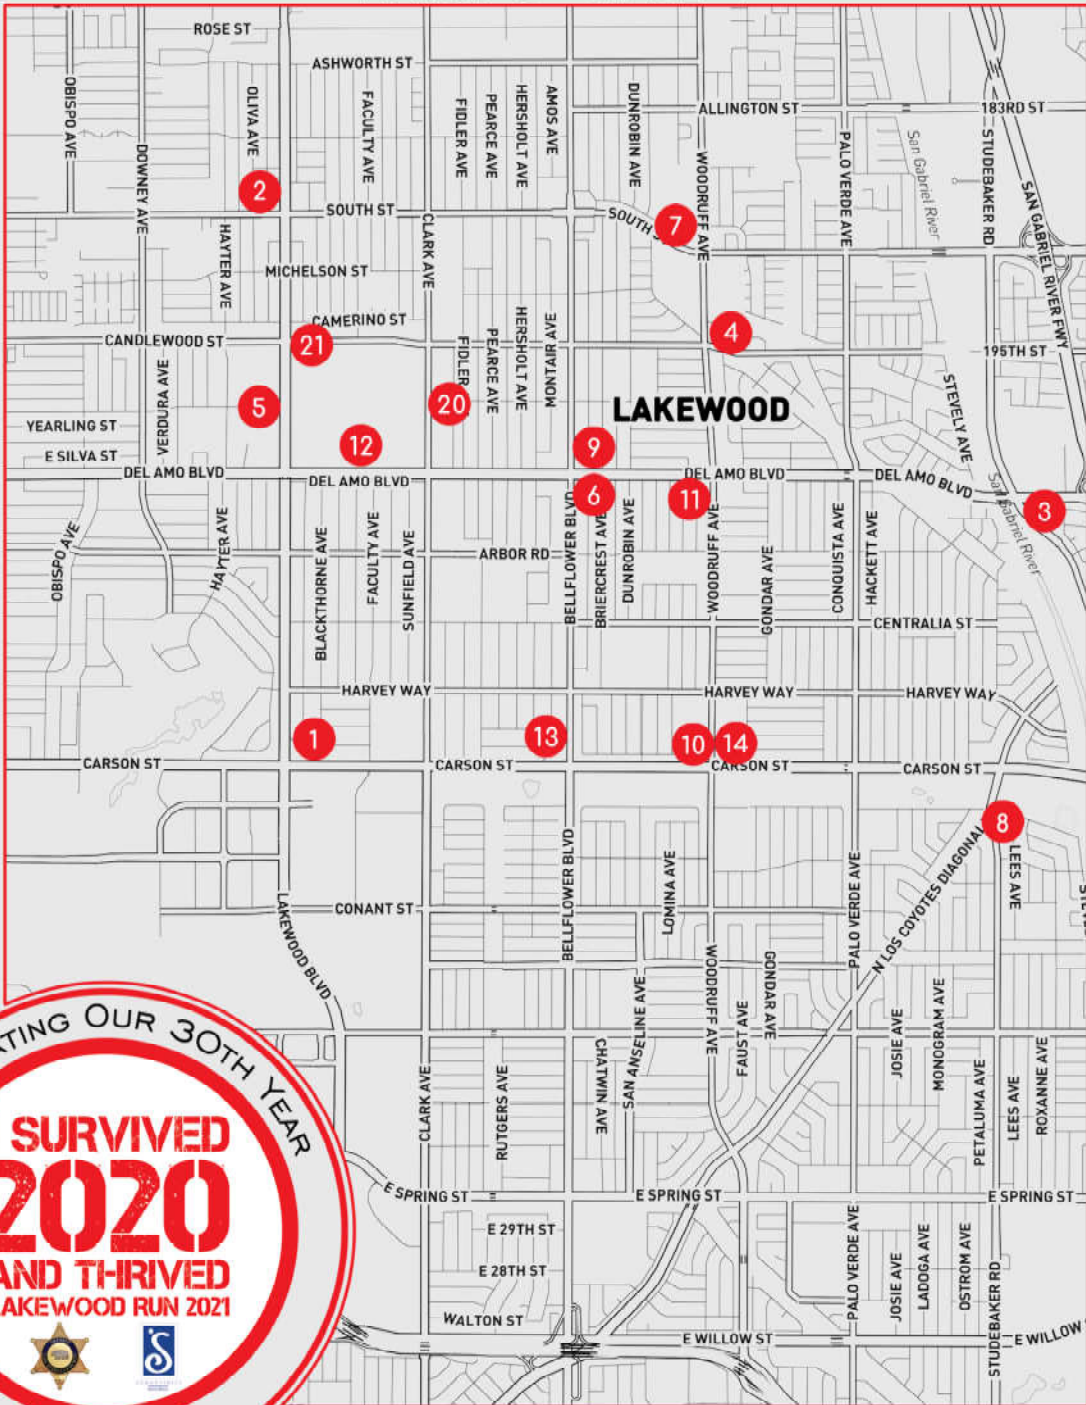 ROSE ST
ASHWORTH ST
OBISPO AVE
OLIVA AVE
FACULTY AVE
FIDLER AVE
PEARCE AVE
HERSHOLT AVE
AMOS AVE
DUNROBIN AVE
ALLINGTON ST
183RD ST
DOWNEY AVE
WOODRUFF AVE
PALO VERDE AVE
San Gabriel River
STUDEBAKER RD
SAN GABRIEL RIVER FWY
2
SOUTH ST
SOUTH S
7
HAYTER AVE
CLARK AVE
MICHELSON ST
CAMERINO ST
CANDLEWOOD ST
21
4
195TH ST
FIDLER
PEARCE AVE
HERSHOLT AVE
MONTAIR AVE
VERDURA AVE
5
20
LAKEWOOD
STEVELY AVE
YEARLING ST
12
9
E SILVA ST
DEL AMO BLVD
DEL AMO BLVD
DEL AMO BLVD
DEL AMO BLVD
6
11
3
San Gabriel River
OBISPO AVE
HAYTER AVE
BLACKTHORNE AVE
FACULTY AVE
SUNFIELD AVE
ARBOR RD
BELLFLOWER BLVD
BRIERCREST AVE
DUNROBIN AVE
WOODRUFF AVE
GONDAR AVE
CONQUISTA AVE
HACKETT AVE
CENTRALIA ST
HARVEY WAY
HARVEY WAY
HARVEY WAY
1
13
10
14
CARSON ST
CARSON ST
CARSON ST
CARSON ST
8
BELLFLOWER BLVD
LOMINA AVE
PALO VERDE AVE
N LOS COYOTES DIAGONAL
LEES AVE
LAKEWOOD BLVD
CONANT ST
WOODRUFF AVE
GONDAR AVE
SAN ANSELINE AVE
FAUST AVE
JOSIE AVE
MONOGRAM AVE
CHATWIN AVE
CLARK AVE
RUTGERS AVE
PETALUMA AVE
LEES AVE
ROXANNE AVE
ATING OUR 30TH YEAR
SURVIVED
2020
AND THRIVED
AKEWOOD RUN 2021
E SPRING ST
E SPRING ST
E SPRING ST
E 29TH ST
E 28TH ST
WALTON ST
PALO VERDE AVE
JOSIE AVE
LADOGA AVE
OSTROM AVE
STUDEBAKER RD
E WILLOW ST
E WILLOW